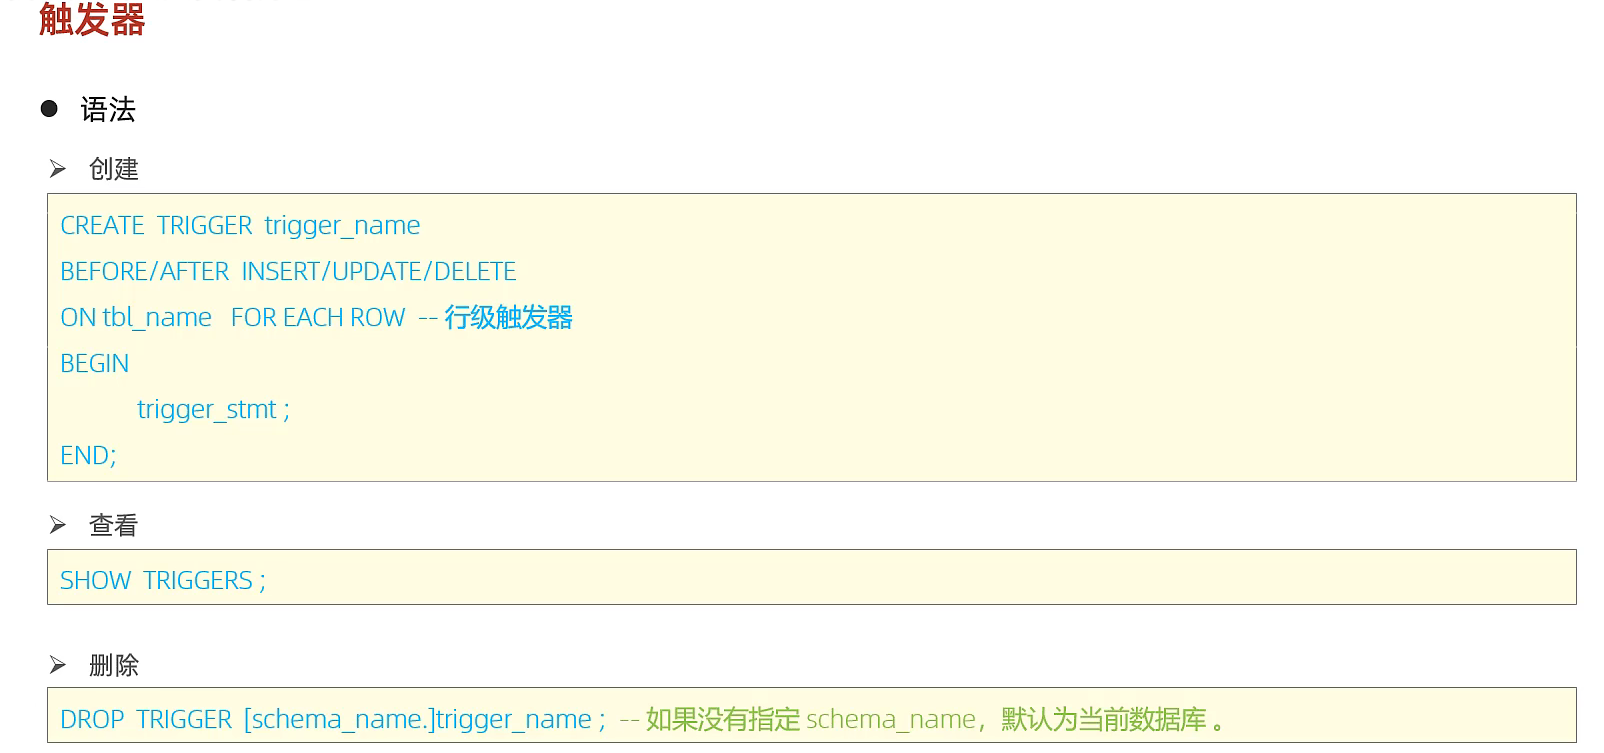 触发器
语法
创建
CREATE TRIGGER trigger_name
BEFORE/AFTER INSERT/UPDATE/DELETE
ON tbl_name FOR EACH ROW -- 行级触发器
BEGIN
trigger_stmt ;
END;
查看
SHOW TRIGGERS ;
删除
DROP TRIGGER [schema_name.]trigger_name ; -- 如果没有指定 schema_name，默认为当前数据库 。